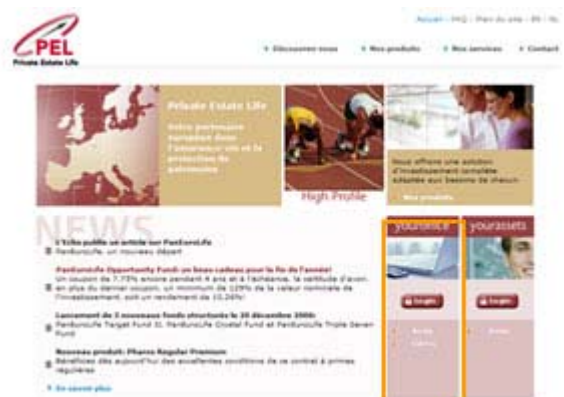 Accueil - FAQ - Plan du site - EN - NL
PEL
Private Estate Life
Découvrez-nous
Nos produits
Nos services
Contact
Private Estate Life
Votre partenaire
européen dans
l'assurance-vie et la
protection de
patrimoine
High Profile
Nous offrons une solution
d'investissement complète
adaptée aux besoins de chacun.
Nos produits
NEWS
L'Echo publie un article sur PanEuroLife
PanEuroLife, un nouveau départ
PanEuroLife Opportunity Fund: un beau cadeau pour la fin de l'année!
Un coupon de 7.75% encore pendant 4 ans et à l'échéance, la certitude d'avoir,
en plus du dernier coupon, un minimum de 125% de la valeur nominale de
l'investissement, soit un rendement de 10.26%!
Lancement de 3 nouveaux fonds structurés le 20 décembre 2006:
PanEuroLife Target Fund II, PanEuroLife Crystal Fund et PanEuroLife Triple Seven
Fund
Nouveau produit: Pharos Regular Premium
Bénéficiez dès aujourd'hui des excellentes conditions de ce contrat à primes
régulières
En savoir plus
youroffice
login
yourassets
login